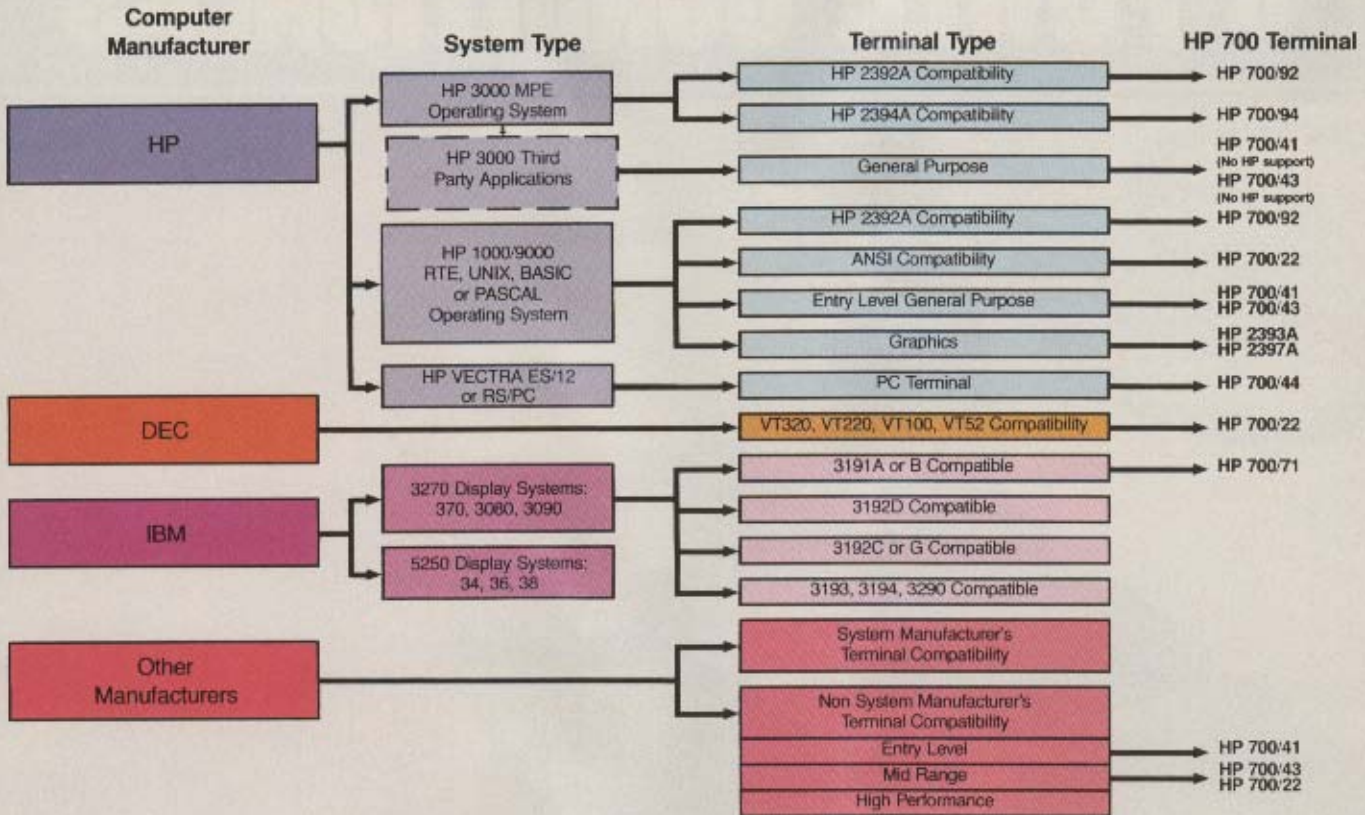 Computer
Manufacturer
System Type
Terminal Type
HP 700 Terminal
HP
HP 3000 MPE
Operating System
HP 2392A Compatibility
HP 700/92
HP 2394A Compatibility
HP 700/94
HP 3000 Third
Party Applications
General Purpose
HP 700/41
(No HP support)
HP 700/43
(No HP support)
HP 1000/9000
RTE, UNIX, BASIC
or PASCAL
Operating System
HP 2392A Compatibility
HP 700/92
ANSI Compatibility
HP 700/22
Entry Level General Purpose
HP 700/41
HP 700/43
Graphics
HP 2393A
HP 2397A
HP VECTRA ES/12
or RS/PC
PC Terminal
HP 700/44
DEC
VT320, VT220, VT100, VT52 Compatibility
HP 700/22
IBM
3270 Display Systems:
370, 3080, 3090
3191A or B Compatible
HP 700/71
3192D Compatible
3192C or G Compatible
3193, 3194, 3290 Compatible
5250 Display Systems:
34, 36, 38
Other
Manufacturers
System Manufacturer's
Terminal Compatibility
Non System Manufacturer's
Terminal Compatibility
Entry Level
HP 700/41
Mid Range
HP 700/43
HP 700/22
High Performance